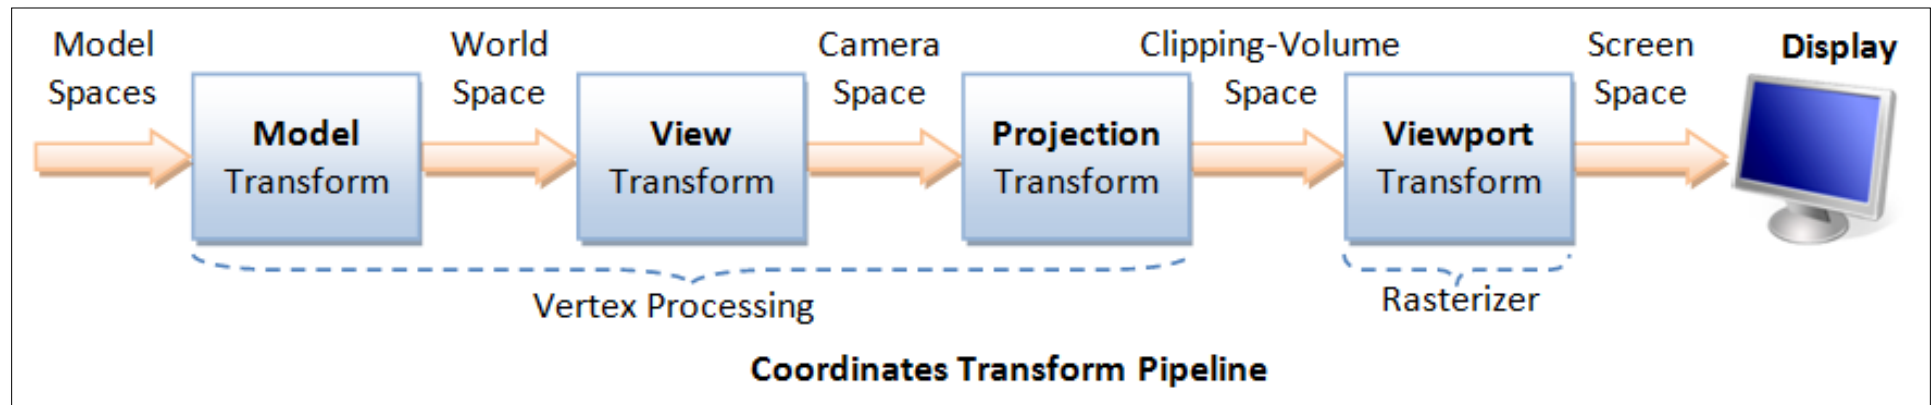 Model
Spaces
World
Space
Camera
Space
Clipping-Volume
Space
Screen
Space
Display
Model
Transform
View
Transform
Projection
Transform
Viewport
Transform
Vertex Processing
Rasterizer
Coordinates Transform Pipeline